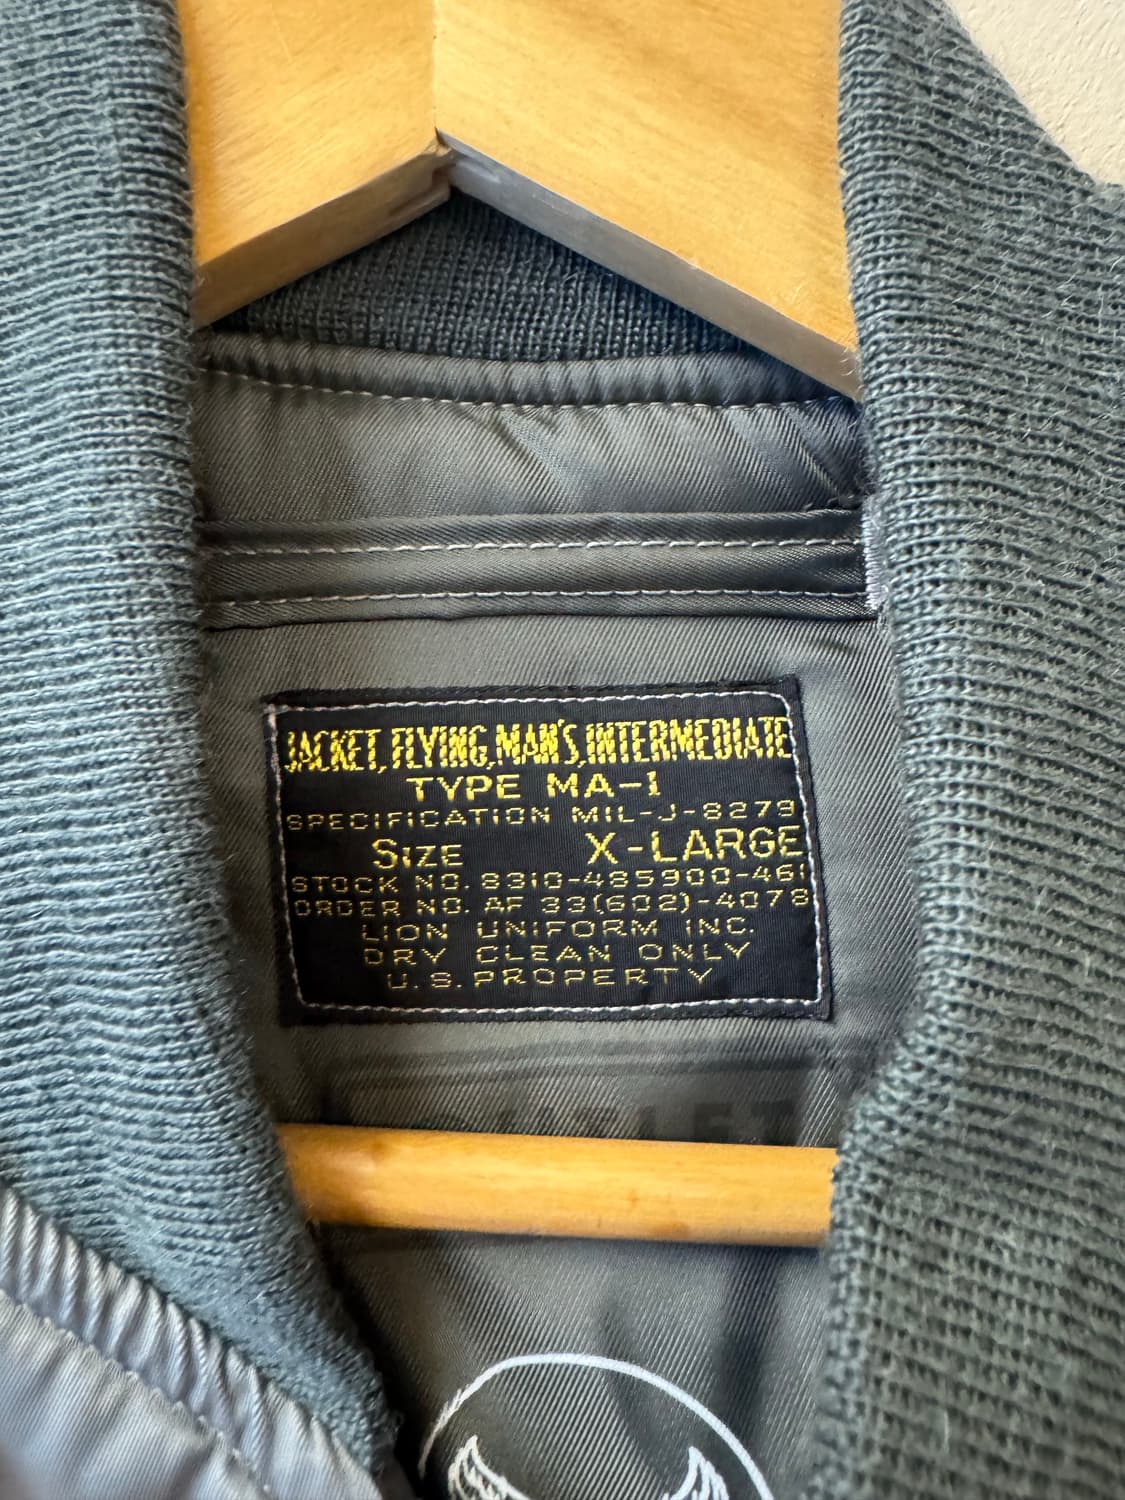 JACKET, FLYING, MAN'S, INTERMEDIATE
TYPE MA-1
SPECIFICATION MIL-J-8279
SIZE X-LARGE
STOCK NO. 8310-485900-461
ORDER NO. AF 33(602)-4078
LION UNIFORM INC.
DRY CLEAN ONLY
U.S. PROPERTY